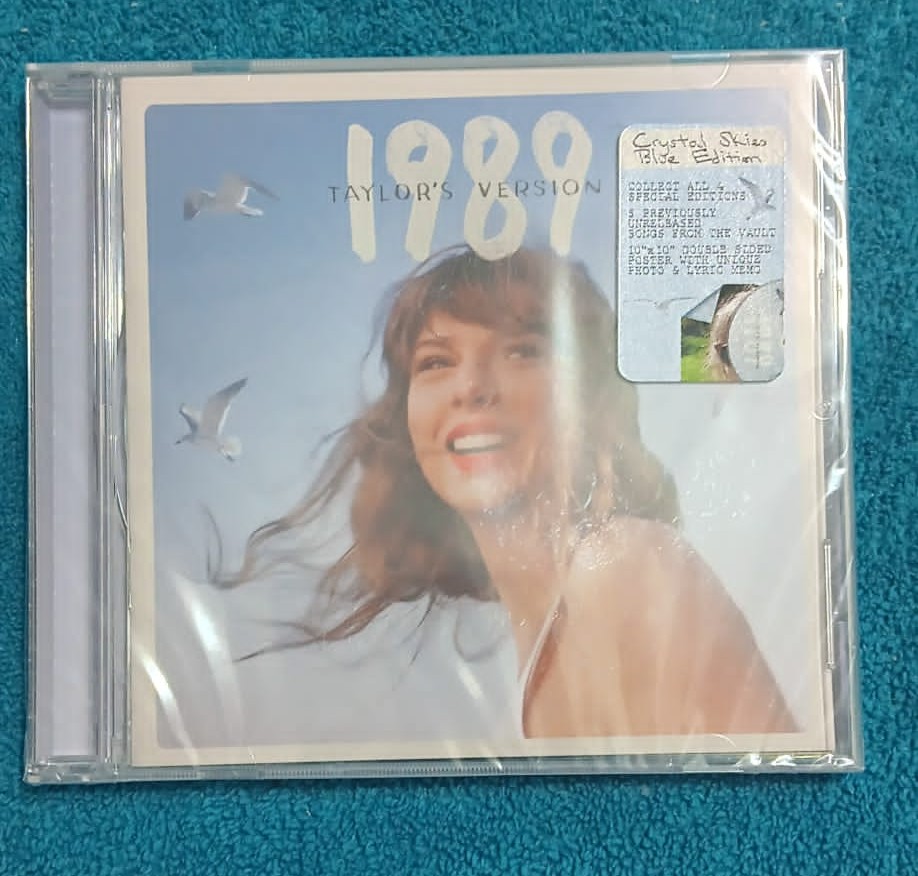 1989
TAYLOR'S VERSION
Crystal Skies
Blue Edition
COLLECT ALL 4
SPECIAL EDITIONS
5 PREVIOUSLY
UNRELEASED
SONGS FROM THE VAULT
10"x10" DOUBLE SIDED
POSTER WITH UNIQUE
PHOTO & LYRIC MEMO